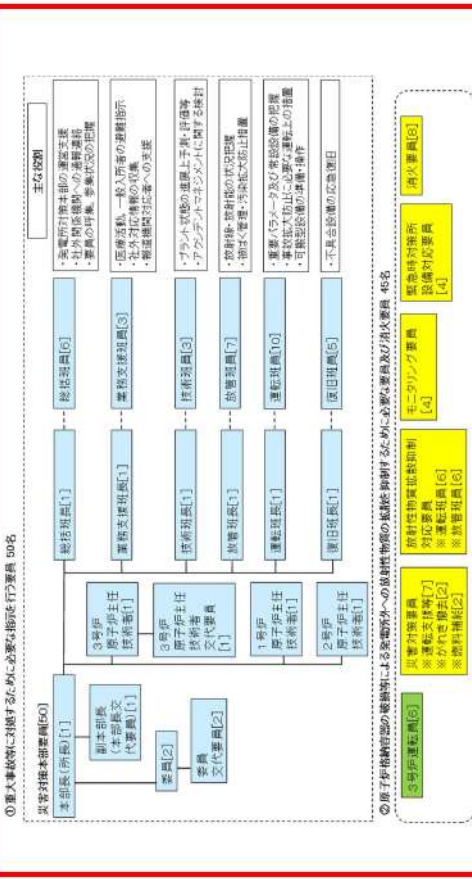 ①重大事故等に対処するために必要な指示を行う要員 50名
災害対策本部要員[50]
本部長(所長)[1]
副本部長
(本部長交
代要員)[1]
委員[2]
委員
交代要員[2]
3号炉
原子炉主任
技術者[1]
3号炉
原子炉主任
技術者
交代要員
[1]
1号炉
原子炉主任
技術者[1]
2号炉
原子炉主任
技術者[1]
主な役割
総括班長[1]
総括班員[6]
・発電所対策本部の運営支援
・社外関係機関への通報連絡
・要員の呼集、参集状況の把握
業務支援班長[1]
業務支援班員[3]
・医療活動、一般入所者の避難指示
・社外対応情報の収集
・報道機関対応者への支援
技術班長[1]
技術班員[3]
・プラント状態の進展予測・評価等
・アクシデントマネジメントに関する検討
放管班長[1]
放管班員[7]
・放射線・放射能の状況把握
・被ばく管理・汚染拡大防止措置
運転班長[1]
運転班員[10]
・重要パラメータ及び常設設備の把握
・事故拡大防止に必要な運転上の措置
・可搬型設備の準備・操作
復旧班長[1]
復旧班員[5]
・不具合設備の応急復旧
②原子炉格納容器の破損等による発電所外への放射性物質の拡散を抑制するために必要な要員及び消火要員 45名
3号炉運転員[6]
災害対策要員
※運転支援等[7]
※がれき撤去[2]
※燃料補給[2]
放射性物質拡散抑制
対応要員
※運転班員[6]
※放管班員[6]
モニタリング要員
[4]
緊急時対策所
設備対応要員
[4]
消火要員[8]